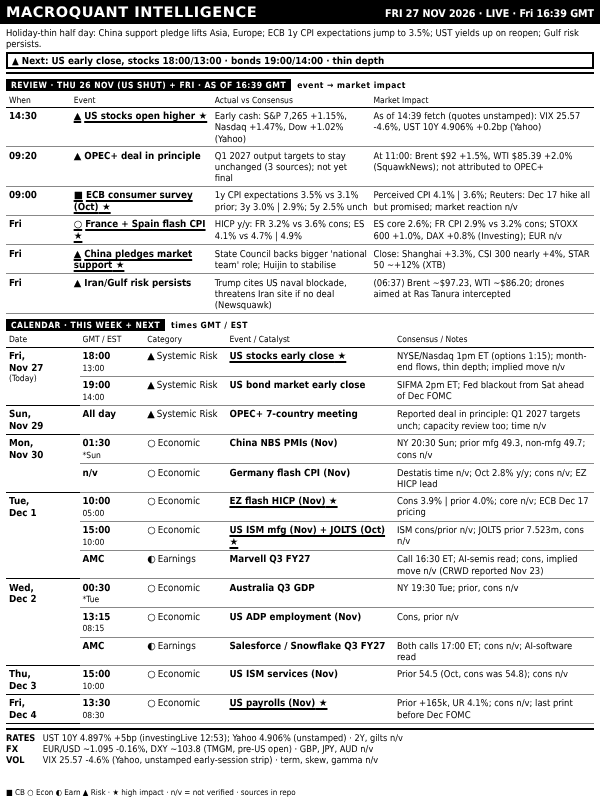 MACROQUANT INTELLIGENCE FRI 27 NOV 2026 · LIVE · Fri 16:39 GMT
Holiday-thin half day: China support pledge lifts Asia, Europe; ECB 1y CPI expectations jump to 3.5%; UST yields up on reopen; Gulf risk
persists.
▲ Next: US early close, stocks 18:00/13:00 · bonds 19:00/14:00 · thin depth
REVIEW · THU 26 NOV (US SHUT) + FRI · AS OF 16:39 GMT event → market impact
When Event Actual vs Consensus Market Impact
14:30 ▲ US stocks open higher ★ Early cash: S&P 7,265 +1.15%, As of 14:39 fetch (quotes unstamped): VIX 25.57
Nasdaq +1.47%, Dow +1.02% -4.6%, UST 10Y 4.906% +0.2bp (Yahoo)
(Yahoo)
09:20 ▲ OPEC+ deal in principle Q1 2027 output targets to stay At 11:00: Brent $92 +1.5%, WTI $85.39 +2.0%
unchanged (3 sources); not yet (SquawkNews); not attributed to OPEC+
final
09:00 ■ ECB consumer survey 1y CPI expectations 3.5% vs 3.1% Perceived CPI 4.1% | 3.6%; Reuters: Dec 17 hike all
(Oct) ★ prior; 3y 3.0% | 2.9%; 5y 2.5% unch but promised; market reaction n/v
Fri ○ France + Spain flash CPI HICP y/y: FR 3.2% vs 3.6% cons; ES ES core 2.6%; FR CPI 2.9% vs 3.2% cons; STOXX
★ 4.1% vs 4.7% | 4.9% 600 +1.0%, DAX +0.8% (Investing); EUR n/v
Fri ▲ China pledges market State Council backs bigger 'national Close: Shanghai +3.3%, CSI 300 nearly +4%, STAR
support ★ team' role; Huijin to stabilise 50 ~+12% (XTB)
Fri ▲ Iran/Gulf risk persists Trump cites US naval blockade, (06:37) Brent ~$97.23, WTI ~$86.20; drones
threatens Iran site if no deal aimed at Ras Tanura intercepted
(Newsquawk)
CALENDAR · THIS WEEK + NEXT times GMT / EST
Date GMT / EST Category Event / Catalyst Consensus / Notes
Fri, 18:00 ▲ Systemic Risk US stocks early close ★ NYSE/Nasdaq 1pm ET (options 1:15); month-
Nov 27 13:00 end flows, thin depth; implied move n/v
(Today)
19:00 ▲ Systemic Risk US bond market early close SIFMA 2pm ET; Fed blackout from Sat ahead
14:00 of Dec FOMC
Sun, All day ▲ Systemic Risk OPEC+ 7-country meeting Reported deal in principle: Q1 2027 targets
Nov 29 unch; capacity review too; time n/v
Mon, 01:30 ○ Economic China NBS PMIs (Nov) NY 20:30 Sun; prior mfg 49.3, non-mfg 49.7;
Nov 30 *Sun cons n/v
n/v ○ Economic Germany flash CPI (Nov) Destatis time n/v; Oct 2.8% y/y; cons n/v; EZ
HICP lead
Tue, 10:00 ○ Economic EZ flash HICP (Nov) ★ Cons 3.9% | prior 4.0%; core n/v; ECB Dec 17
Dec 1 05:00 pricing
15:00 ○ Economic US ISM mfg (Nov) + JOLTS (Oct) ISM cons/prior n/v; JOLTS prior 7.523m, cons
10:00 ★ n/v
AMC ◐ Earnings Marvell Q3 FY27 Call 16:30 ET; AI-semis read; cons, implied
move n/v (CRWD reported Nov 23)
Wed, 00:30 ○ Economic Australia Q3 GDP NY 19:30 Tue; prior, cons n/v
Dec 2 *Tue
13:15 ○ Economic US ADP employment (Nov) Cons, prior n/v
08:15
AMC ◐ Earnings Salesforce / Snowflake Q3 FY27 Both calls 17:00 ET; cons n/v; AI-software
read
Thu, 15:00 ○ Economic US ISM services (Nov) Prior 54.5 (Oct, cons was 54.8); cons n/v
Dec 3 10:00
Fri, 13:30 ○ Economic US payrolls (Nov) ★ Prior +165k, UR 4.1%; cons n/v; last print
Dec 4 08:30 before Dec FOMC
RATES UST 10Y 4.897% +5bp (investingLive 12:53); Yahoo 4.906% (unstamped) · 2Y, gilts n/v
FX EUR/USD ~1.095 -0.16%, DXY ~103.8 (TMGM, pre-US open) · GBP, JPY, AUD n/v
VOL VIX 25.57 -4.6% (Yahoo, unstamped early-session strip) · term, skew, gamma n/v
■ CB ○ Econ ◐ Earn ▲ Risk · ★ high impact · n/v = not verified · sources in repo